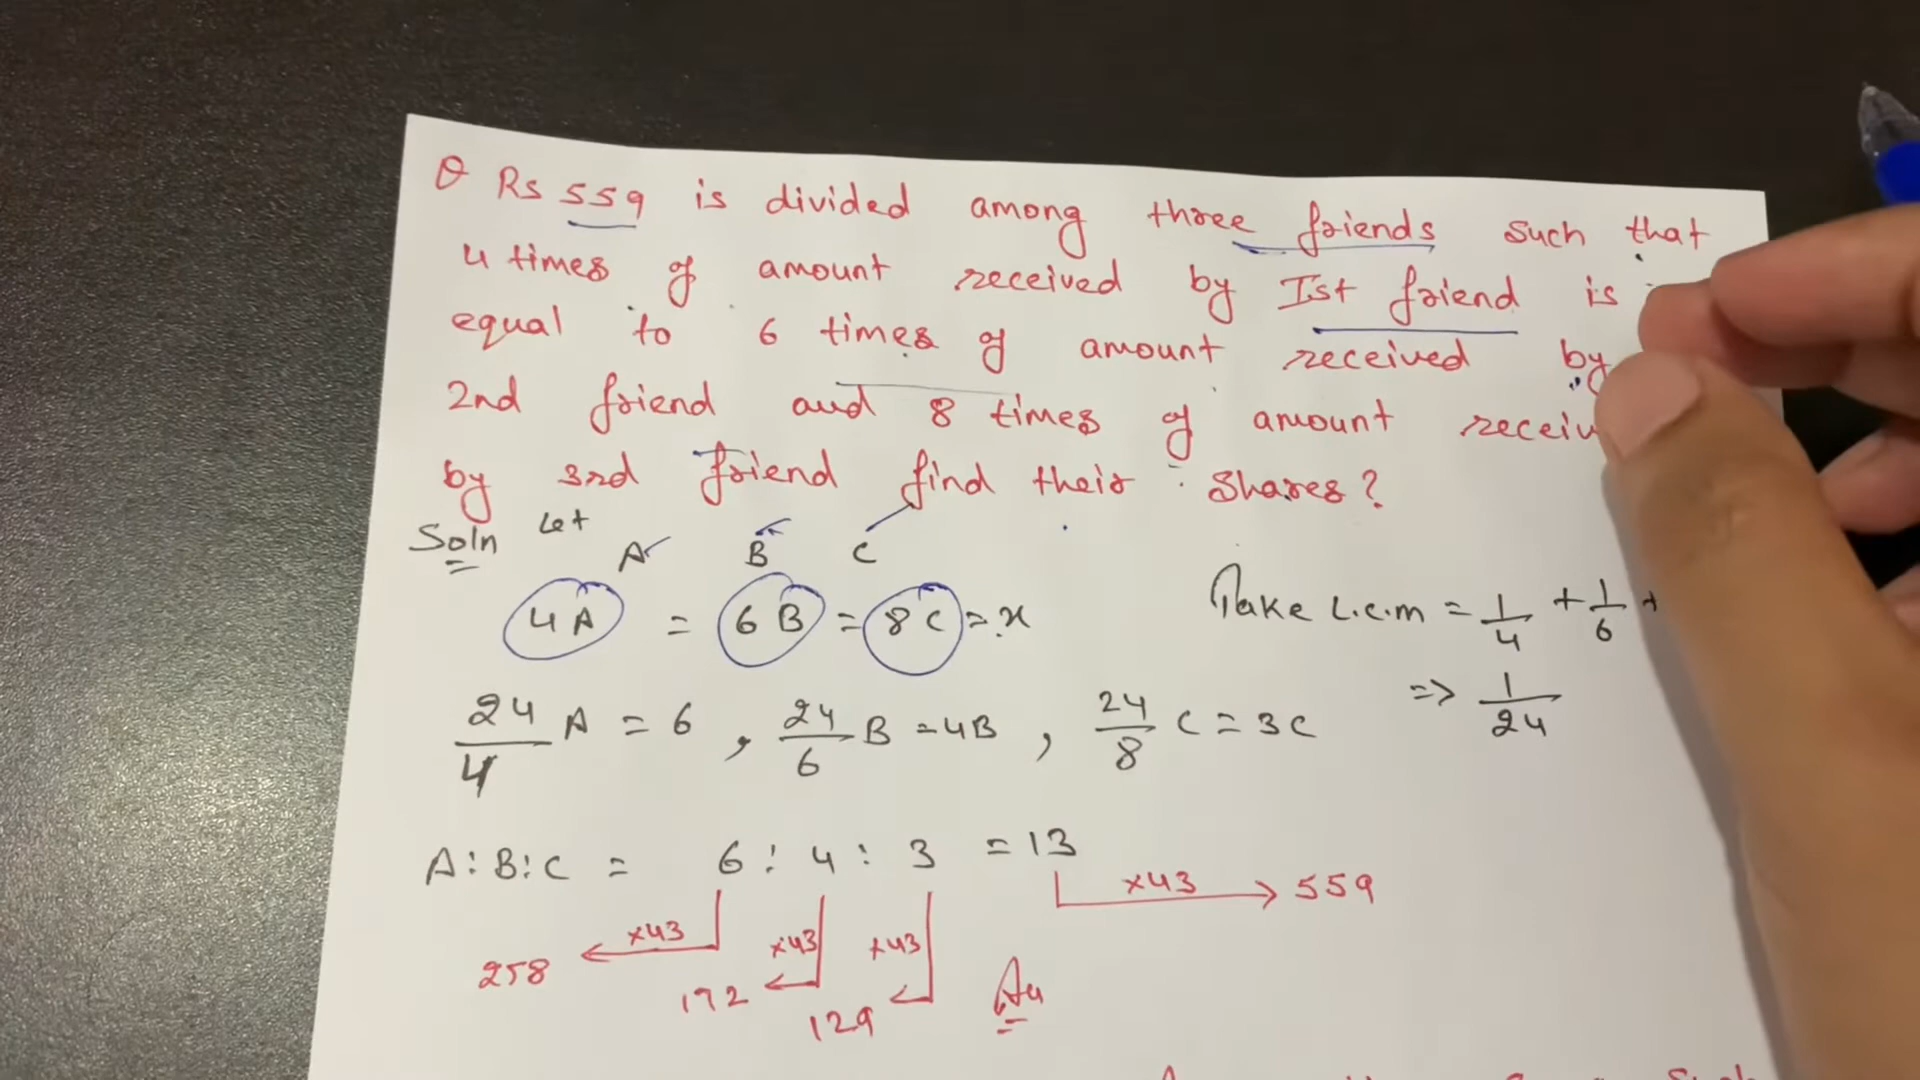 Q Rs 559 is divided among three friends such that
4 times of amount received by Ist friend is
equal to 6 times of amount received by
2nd friend and 8 times of amount receiv
by 3rd friend find their shares?
Soln Let
A B C
4A = 6B = 8C = x
Take L.c.m = 1/4 + 1/6 +
=> 1/24
24/4 A = 6 , 24/6 B = 4B , 24/8 C = 3C
A : B : C = 6 : 4 : 3 = 13
×43 → 559
×43 ×43 ×43
258 172 129